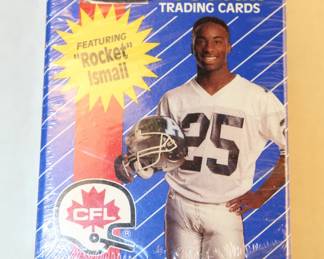 TRADING CARDS
FEATURING
"Rocket"
Ismail
25
CFL